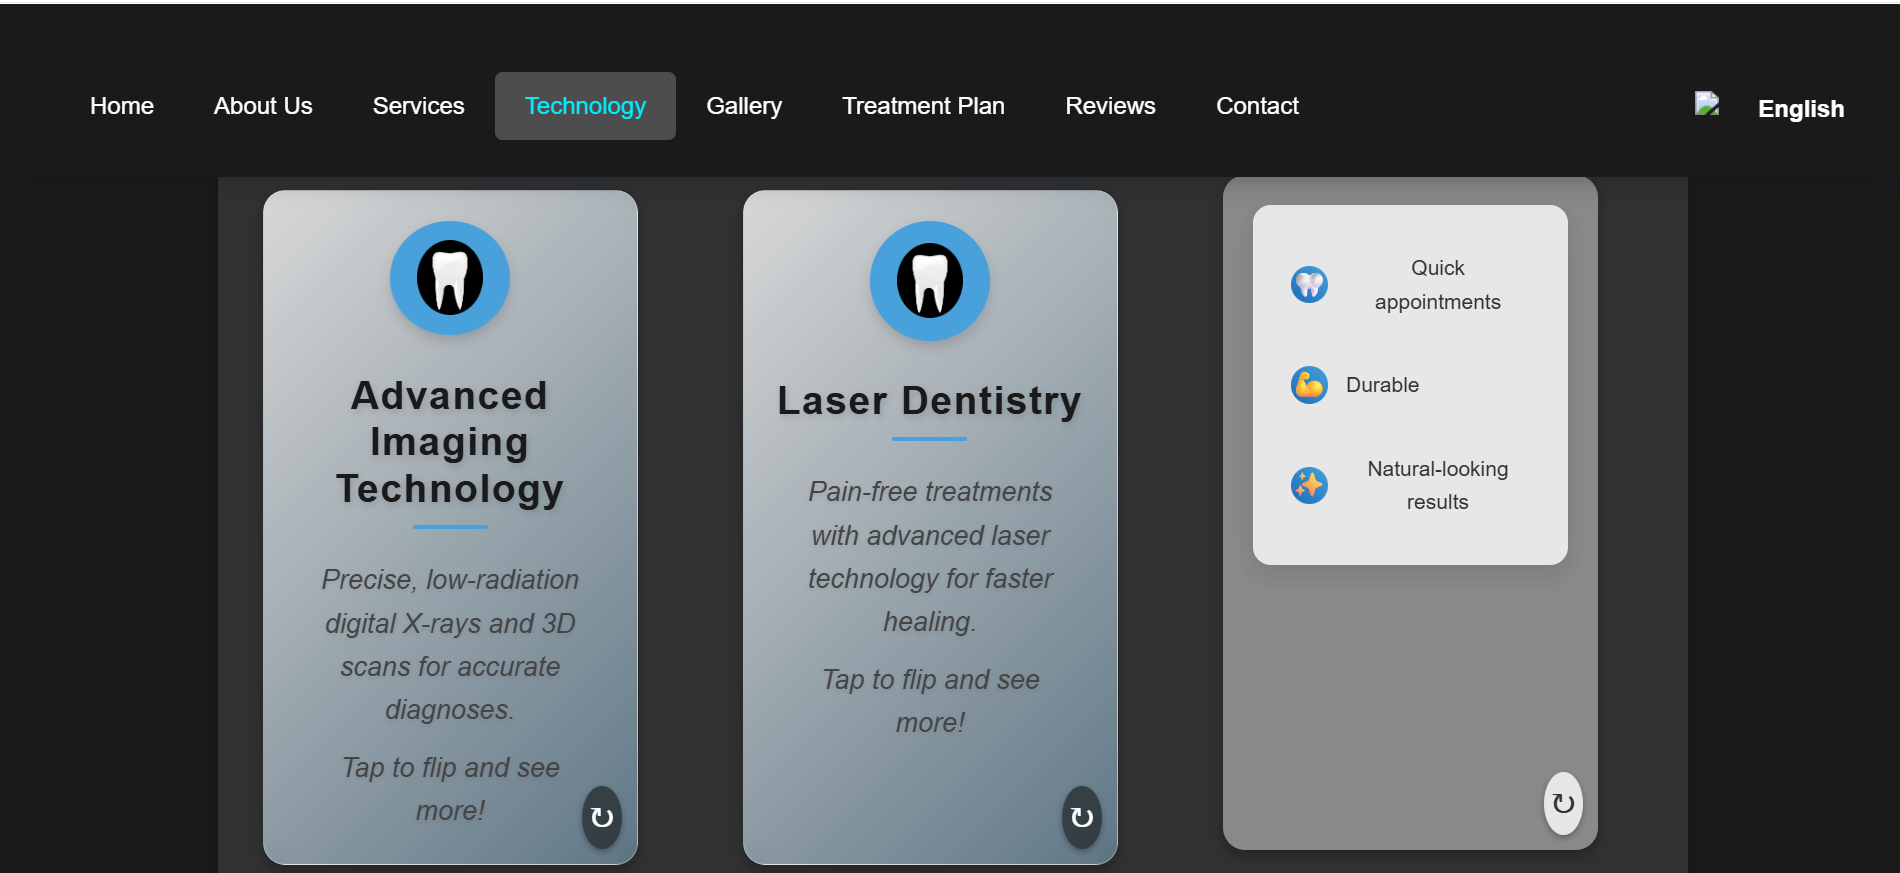 Home
About Us
Services
Technology
Gallery
Treatment Plan
Reviews
Contact
English
Advanced
Imaging
Technology
Precise, low-radiation
digital X-rays and 3D
scans for accurate
diagnoses.
Tap to flip and see
more!
Laser Dentistry
Pain-free treatments
with advanced laser
technology for faster
healing.
Tap to flip and see
more!
Quick
appointments
Durable
Natural-looking
results